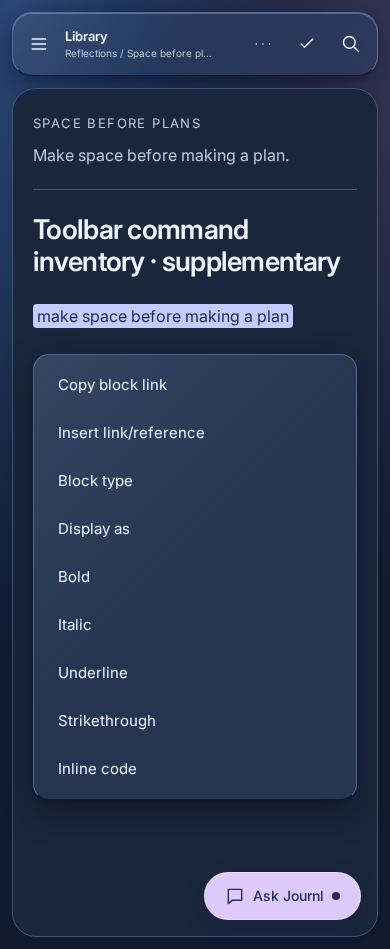 Library
Reflections / Space before pl...
...
SPACE BEFORE PLANS
Make space before making a plan.
Toolbar command
inventory · supplementary
make space before making a plan
Copy block link
Insert link/reference
Block type
Display as
Bold
Italic
Underline
Strikethrough
Inline code
Ask Journl